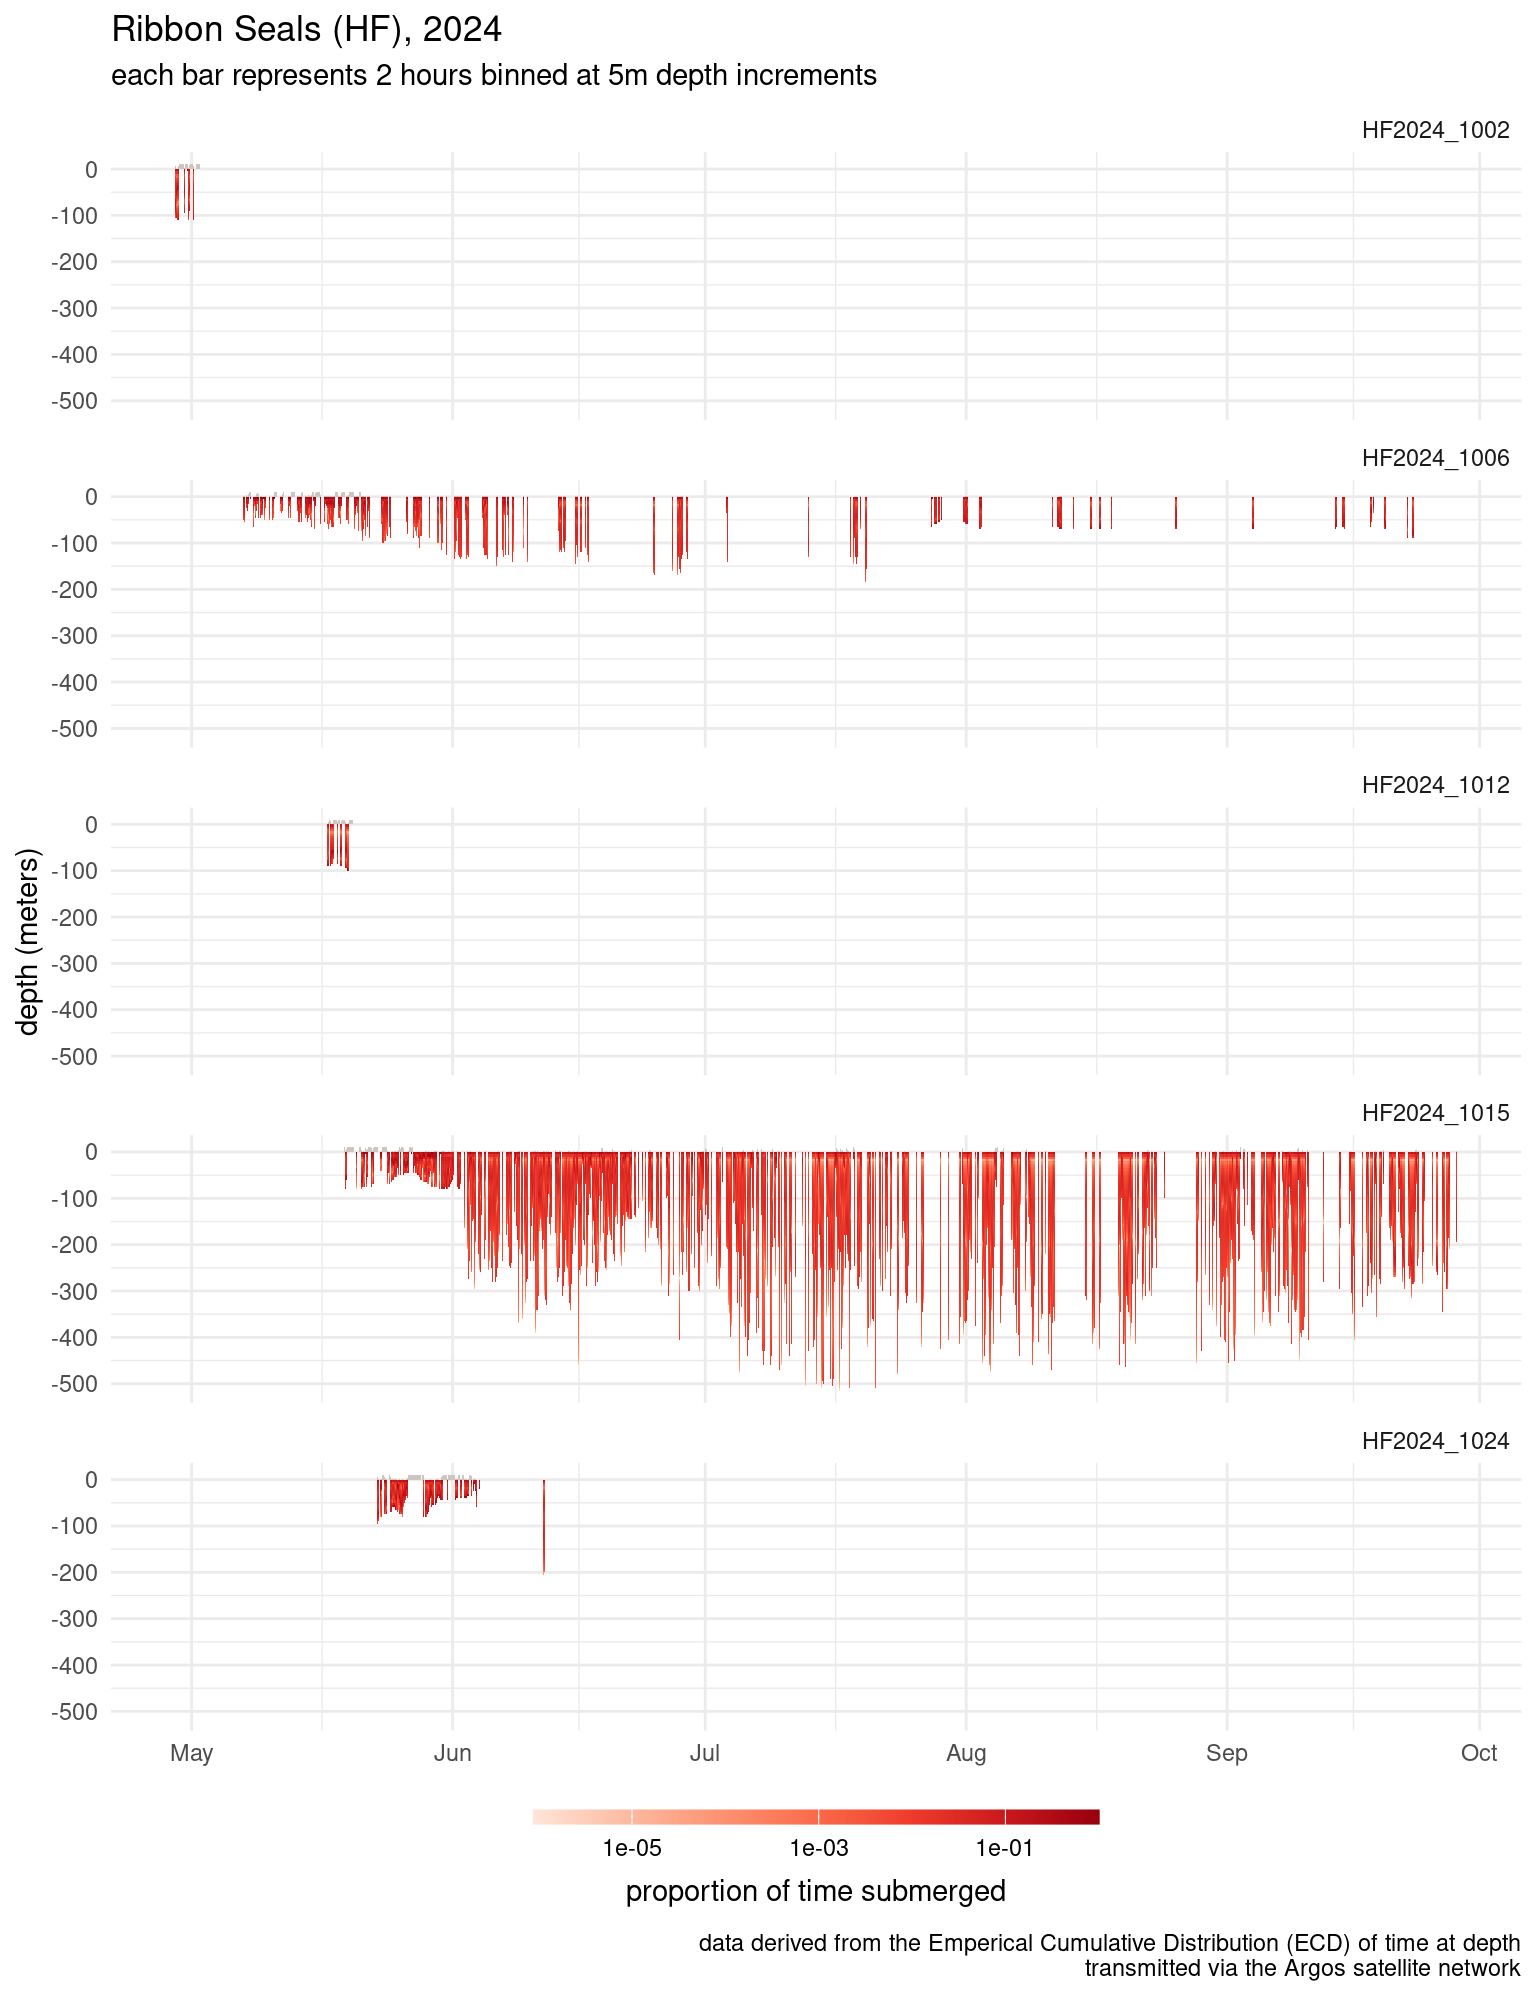 Ribbon Seals (HF), 2024
each bar represents 2 hours binned at 5m depth increments
HF2024_1002
0
-100
-200
-300
-400
-500
HF2024_1006
0
-100
-200
-300
-400
-500
HF2024_1012
0
-100
-200
-300
-400
-500
depth (meters)
HF2024_1015
0
-100
-200
-300
-400
-500
HF2024_1024
0
-100
-200
-300
-400
-500
May Jun Jul Aug Sep Oct
1e-05 1e-03 1e-01
proportion of time submerged
data derived from the Emperical Cumulative Distribution (ECD) of time at depth
transmitted via the Argos satellite network